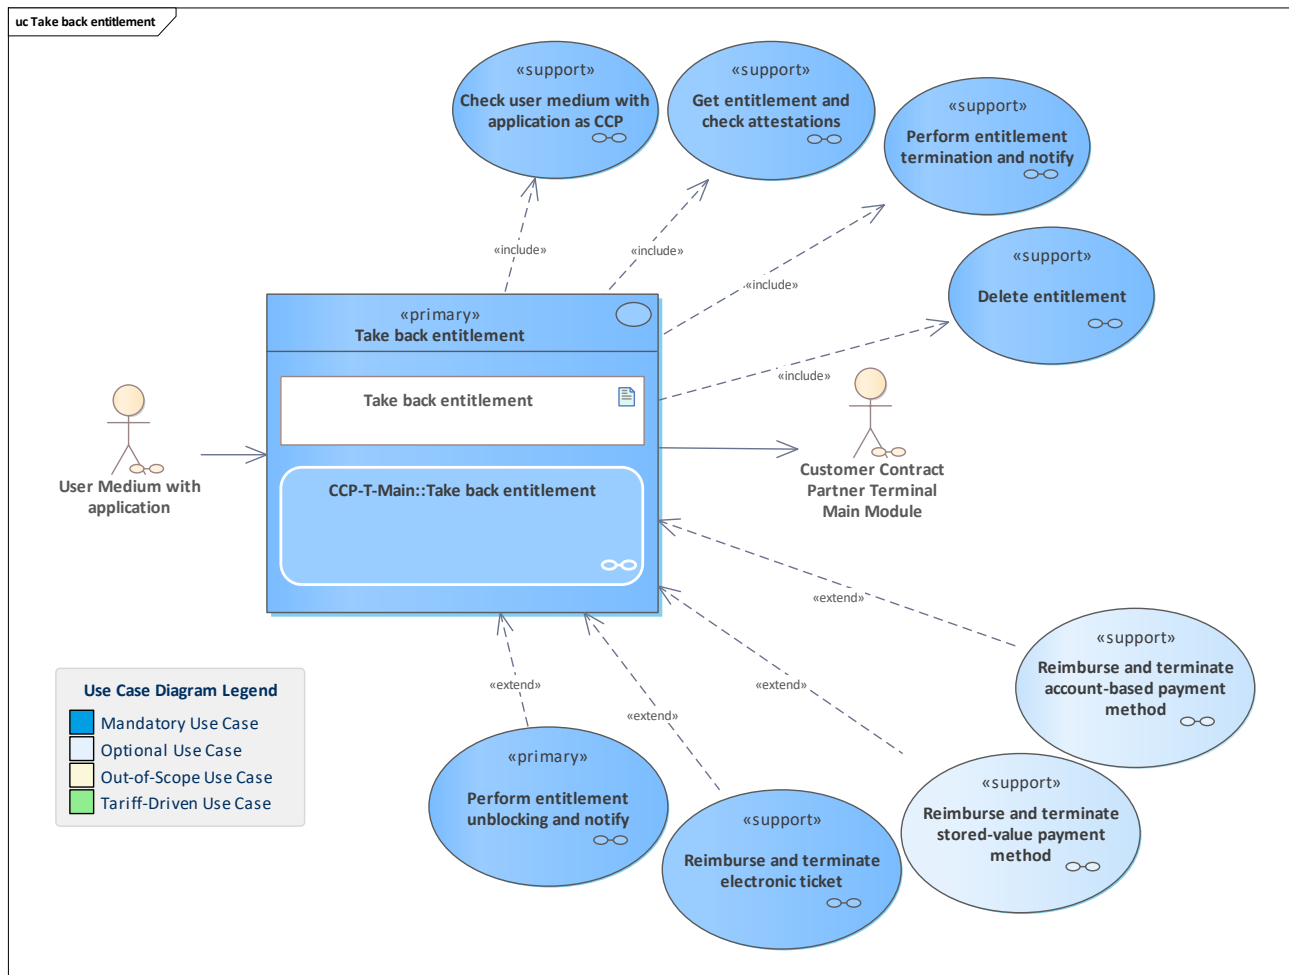 uc Take back entitlement
«support»
Check user medium with
application as CCP
«support»
Get entitlement and
check attestations
«support»
Perform entitlement
termination and notify
«support»
Delete entitlement
«include»
«include»
«include»
«include»
«primary»
Take back entitlement
Take back entitlement
CCP-T-Main::Take back entitlement
User Medium with
application
Customer Contract
Partner Terminal
Main Module
«extend»
«extend»
«extend»
«extend»
«support»
Reimburse and terminate
account-based payment
method
«support»
Reimburse and terminate
stored-value payment
method
«support»
Reimburse and terminate
electronic ticket
«primary»
Perform entitlement
unblocking and notify
Use Case Diagram Legend
Mandatory Use Case
Optional Use Case
Out-of-Scope Use Case
Tariff-Driven Use Case